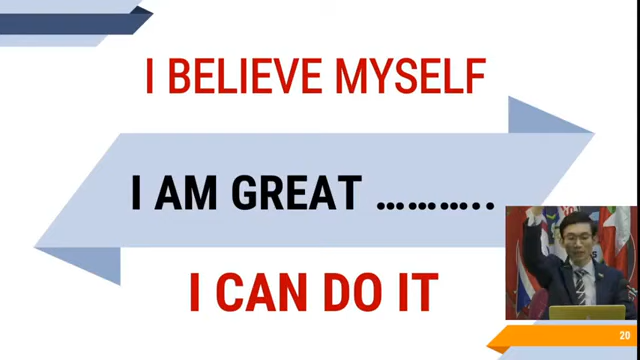 I BELIEVE MYSELF
I AM GREAT ………..
I CAN DO IT
20